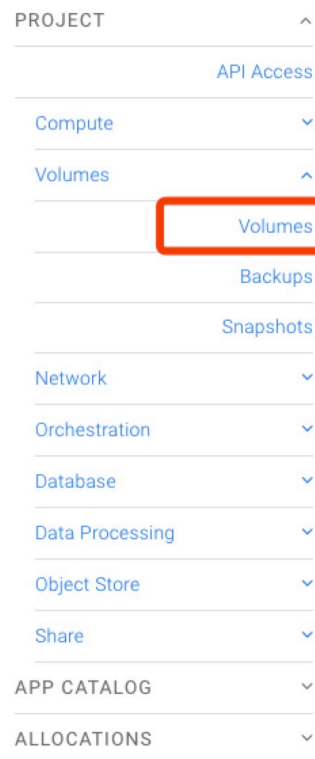 PROJECT
API Access
Compute
Volumes
Volumes
Backups
Snapshots
Network
Orchestration
Database
Data Processing
Object Store
Share
APP CATALOG
ALLOCATIONS